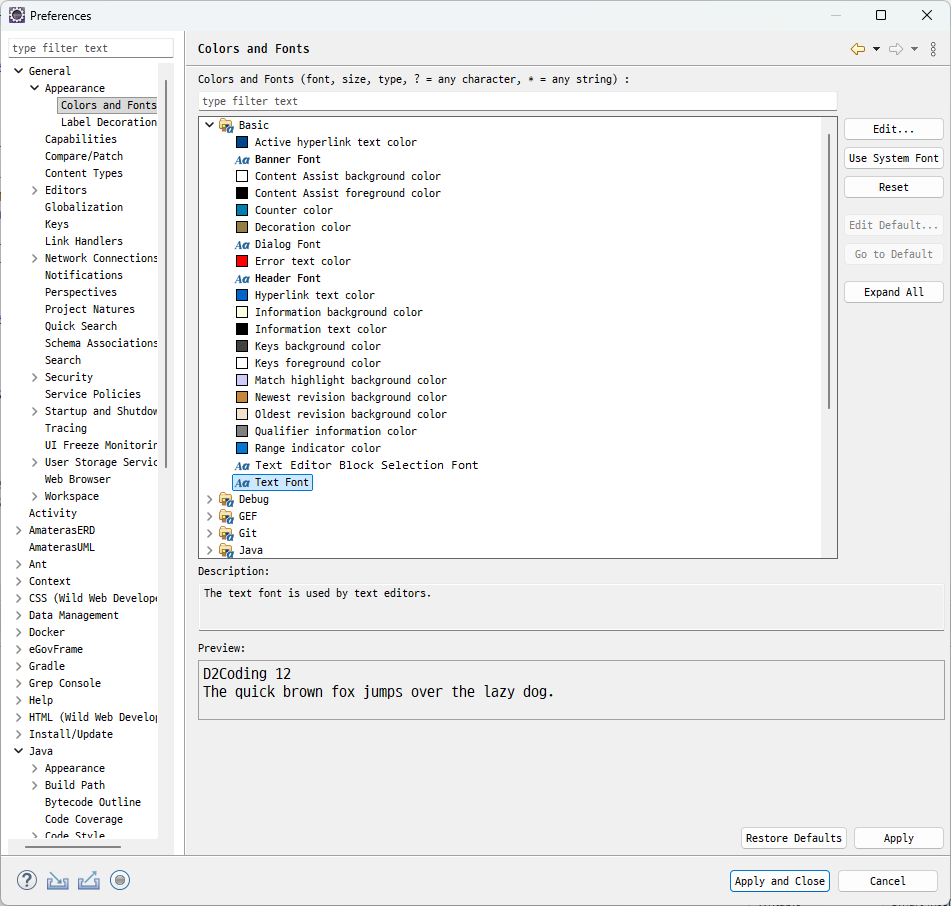 Preferences
type filter text
General
Appearance
Colors and Fonts
Label Decoration
Capabilities
Compare/Patch
Content Types
Editors
Globalization
Keys
Link Handlers
Network Connections
Notifications
Perspectives
Project Natures
Quick Search
Schema Associations
Search
Security
Service Policies
Startup and Shutdow
Tracing
UI Freeze Monitorin
User Storage Servic
Web Browser
Workspace
Activity
AmaterasERD
AmaterasUML
Ant
Context
CSS (Wild Web Develope
Data Management
Docker
eGovFrame
Gradle
Grep Console
Help
HTML (Wild Web Develop
Install/Update
Java
Appearance
Build Path
Bytecode Outline
Code Coverage
Code Style
Colors and Fonts
Colors and Fonts (font, size, type, ? = any character, * = any string) :
type filter text
Basic
Active hyperlink text color
Aa Banner Font
Content Assist background color
Content Assist foreground color
Counter color
Decoration color
Aa Dialog Font
Error text color
Aa Header Font
Hyperlink text color
Information background color
Information text color
Keys background color
Keys foreground color
Match highlight background color
Newest revision background color
Oldest revision background color
Qualifier information color
Range indicator color
Aa Text Editor Block Selection Font
Aa Text Font
Debug
GEF
Git
Java
Edit...
Use System Font
Reset
Edit Default...
Go to Default
Expand All
Description:
The text font is used by text editors.
Preview:
D2Coding 12
The quick brown fox jumps over the lazy dog.
Restore Defaults
Apply
?
Apply and Close
Cancel